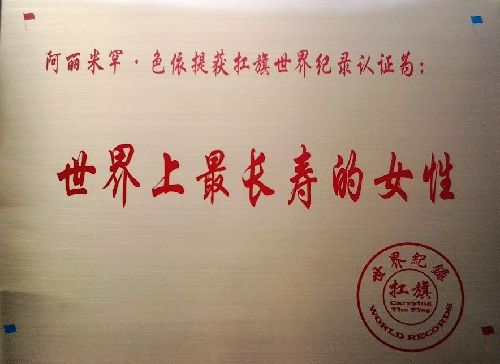 阿丽米罕·色依提获扛旗世界纪录认证为：
世界上最长寿的女性
世界纪录
扛旗
Carrying
The Flag
WORLD RECORDS